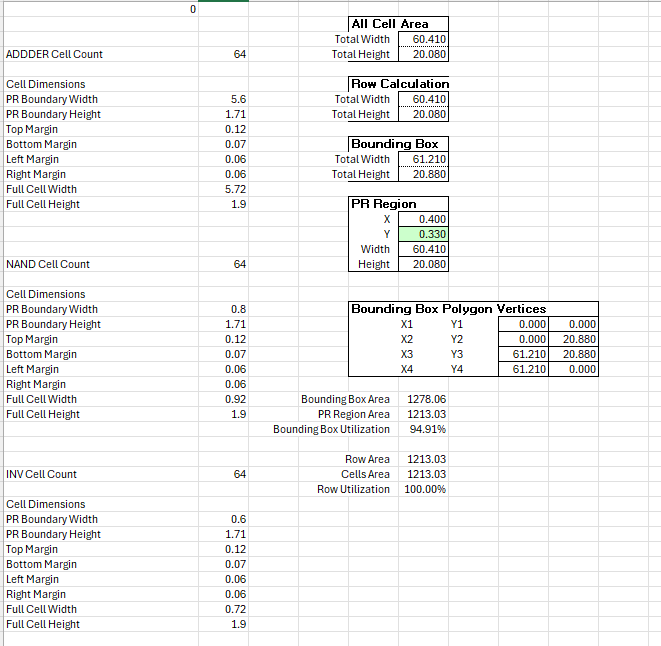 0
All Cell Area
Total Width 60.410
ADDDER Cell Count 64 Total Height 20.080
Cell Dimensions Row Calculation
PR Boundary Width 5.6 Total Width 60.410
PR Boundary Height 1.71 Total Height 20.080
Top Margin 0.12
Bottom Margin 0.07 Bounding Box
Left Margin 0.06 Total Width 61.210
Right Margin 0.06 Total Height 20.880
Full Cell Width 5.72
Full Cell Height 1.9 PR Region
X 0.400
Y 0.330
Width 60.410
NAND Cell Count 64 Height 20.080
Cell Dimensions
PR Boundary Width 0.8 Bounding Box Polygon Vertices
PR Boundary Height 1.71 X1 Y1 0.000 0.000
Top Margin 0.12 X2 Y2 0.000 20.880
Bottom Margin 0.07 X3 Y3 61.210 20.880
Left Margin 0.06 X4 Y4 61.210 0.000
Right Margin 0.06
Full Cell Width 0.92 Bounding Box Area 1278.06
Full Cell Height 1.9 PR Region Area 1213.03
Bounding Box Utilization 94.91%
Row Area 1213.03
INV Cell Count 64 Cells Area 1213.03
Row Utilization 100.00%
Cell Dimensions
PR Boundary Width 0.6
PR Boundary Height 1.71
Top Margin 0.12
Bottom Margin 0.07
Left Margin 0.06
Right Margin 0.06
Full Cell Width 0.72
Full Cell Height 1.9